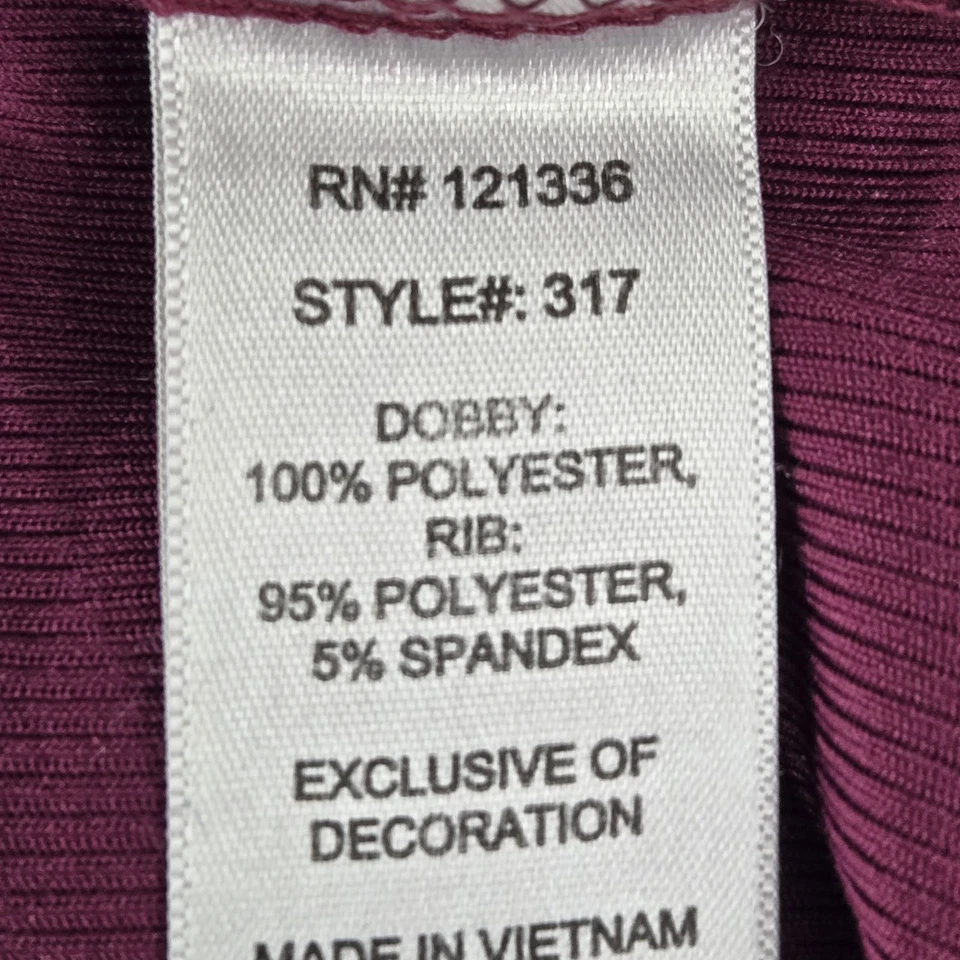 RN# 121336
STYLE#: 317
DOBBY:
100% POLYESTER,
RIB:
95% POLYESTER,
5% SPANDEX
EXCLUSIVE OF
DECORATION
MADE IN VIETNAM